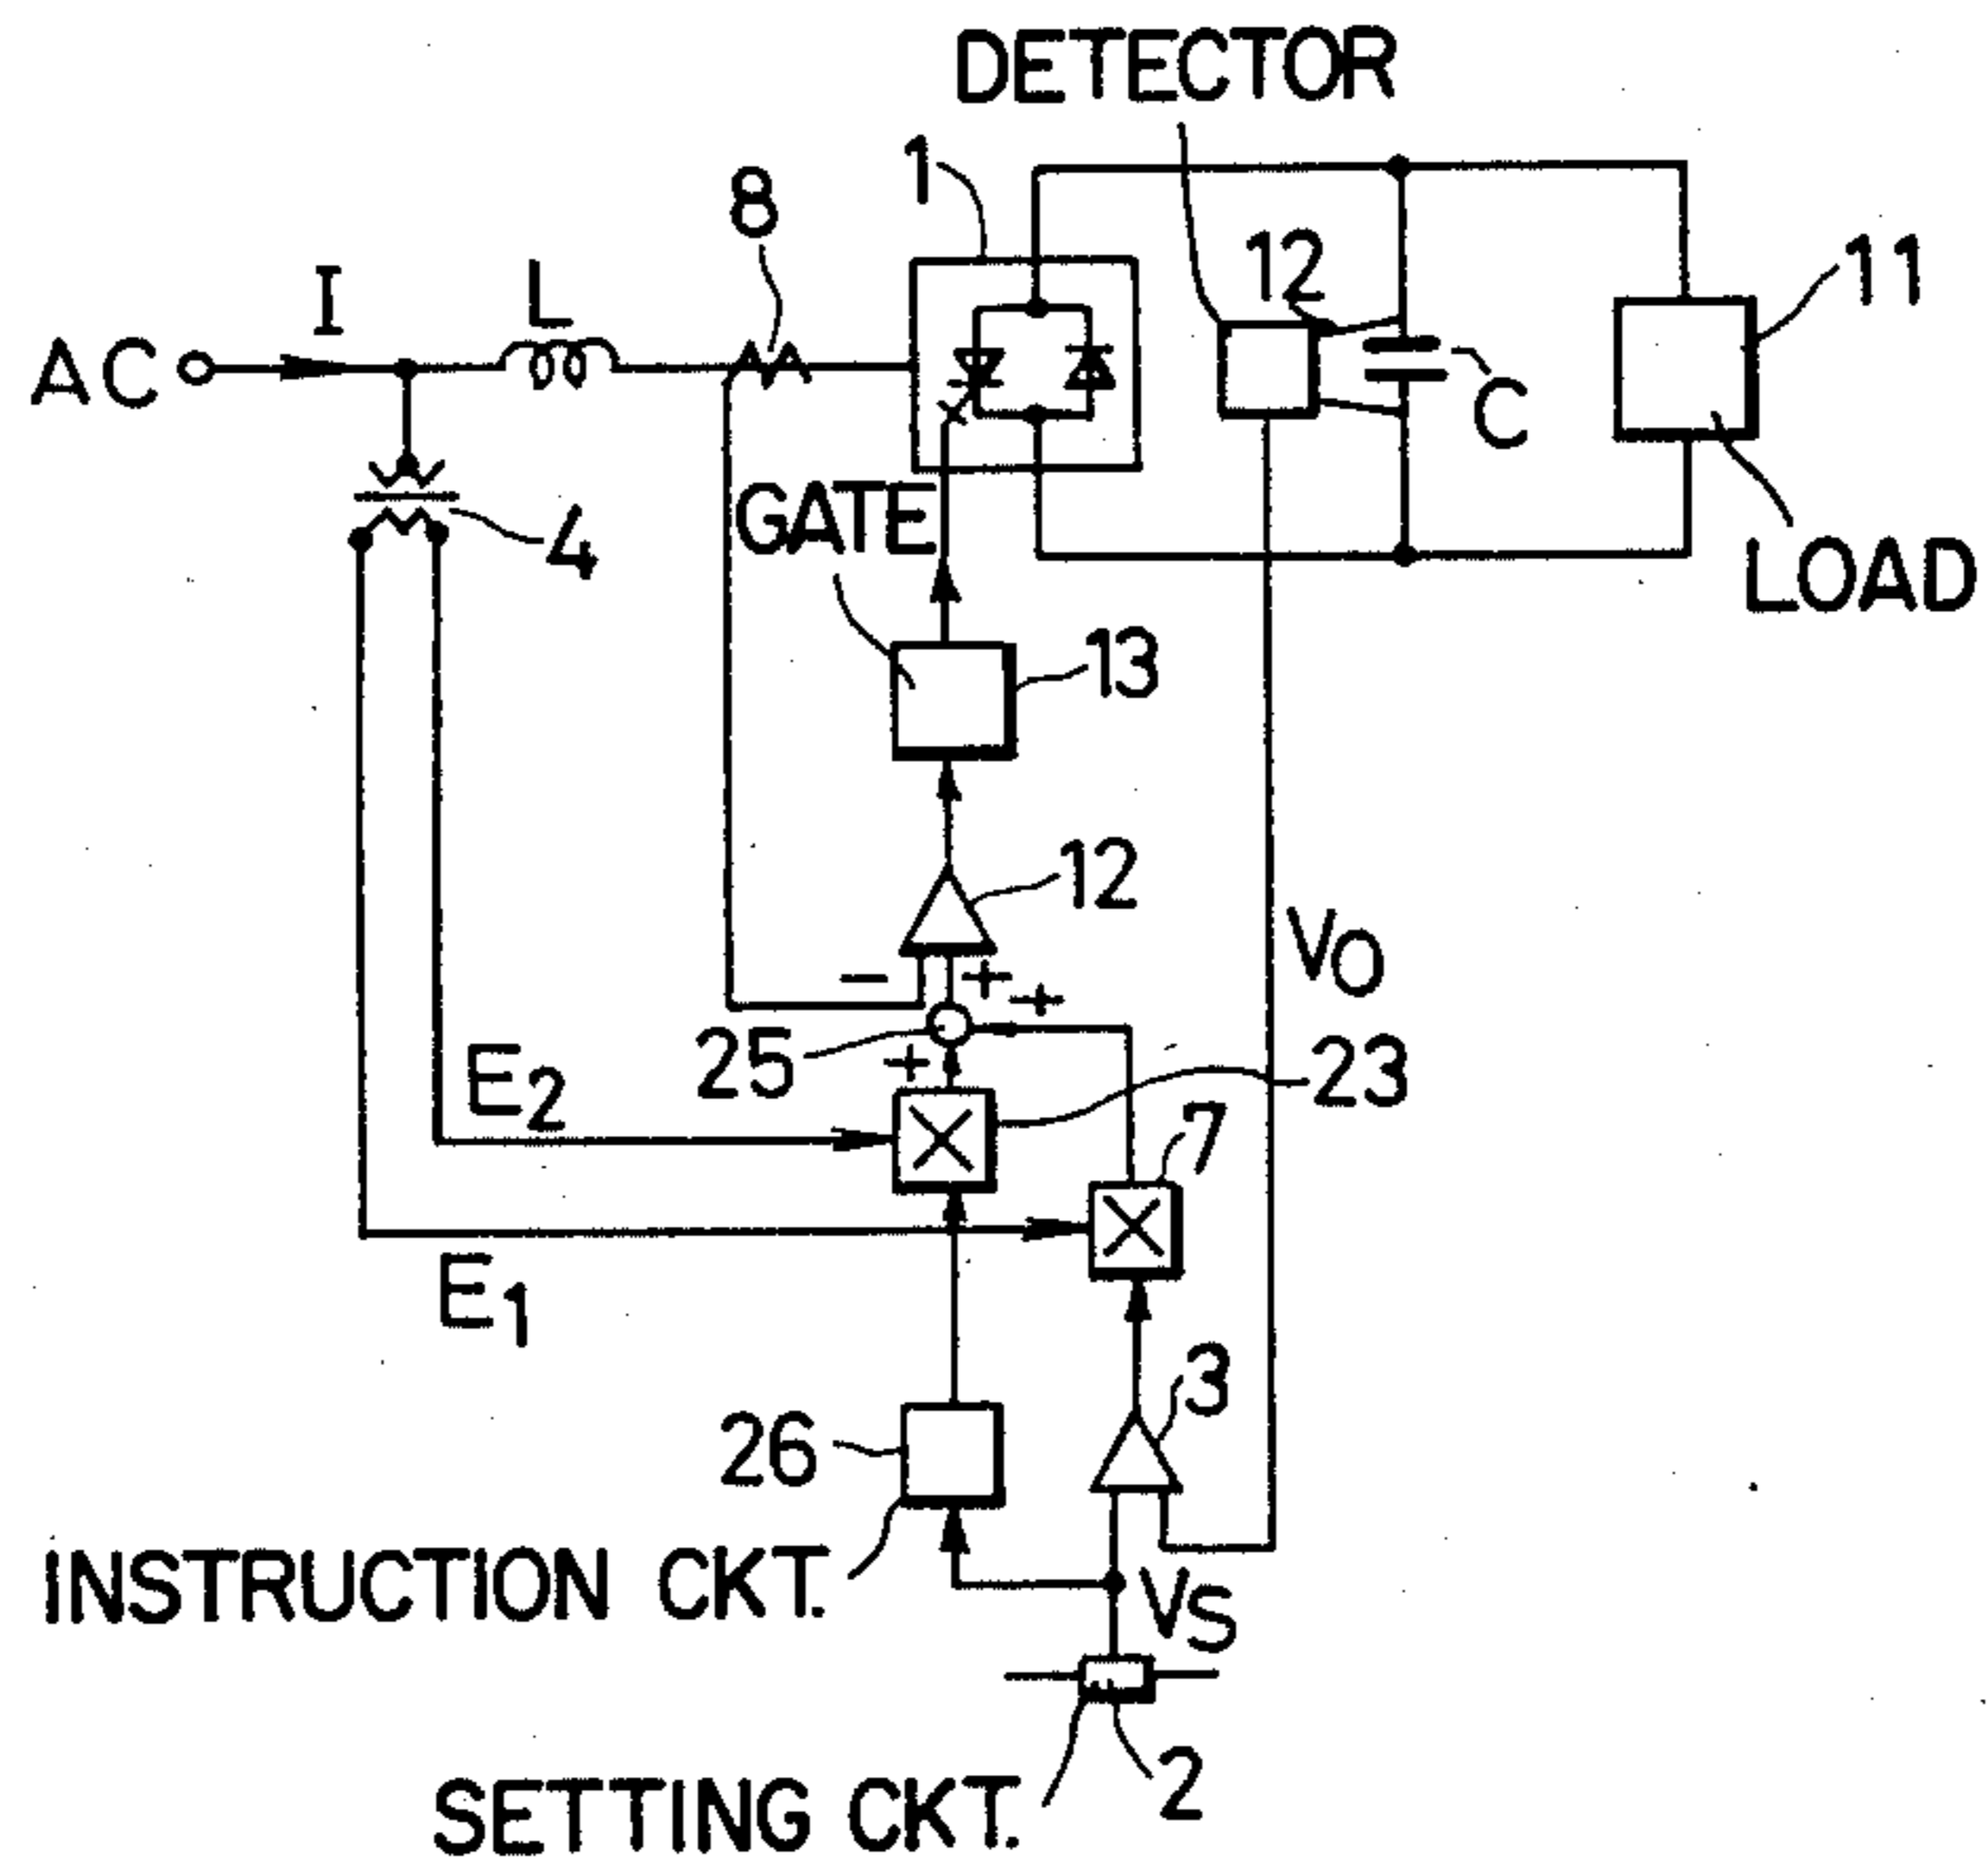 DETECTOR
1
8
12
11
I
L
AC
C
GATE
4
LOAD
13
12
VO
− +
+
25
+
23
E2
7
E1
3
26
INSTRUCTION CKT.
VS
2
SETTING CKT.